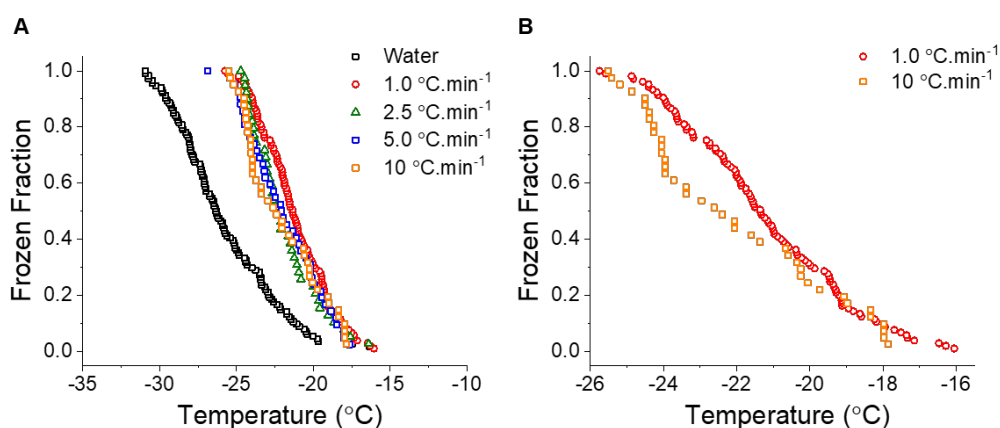 A
Water
1.0 °C.min⁻¹
2.5 °C.min⁻¹
5.0 °C.min⁻¹
10 °C.min⁻¹
1.0
0.8
0.6
0.4
0.2
0.0
Frozen Fraction
-35 -30 -25 -20 -15 -10
Temperature (°C)
B
1.0 °C.min⁻¹
10 °C.min⁻¹
1.0
0.8
0.6
0.4
0.2
0.0
Frozen Fraction
-26 -24 -22 -20 -18 -16
Temperature (°C)